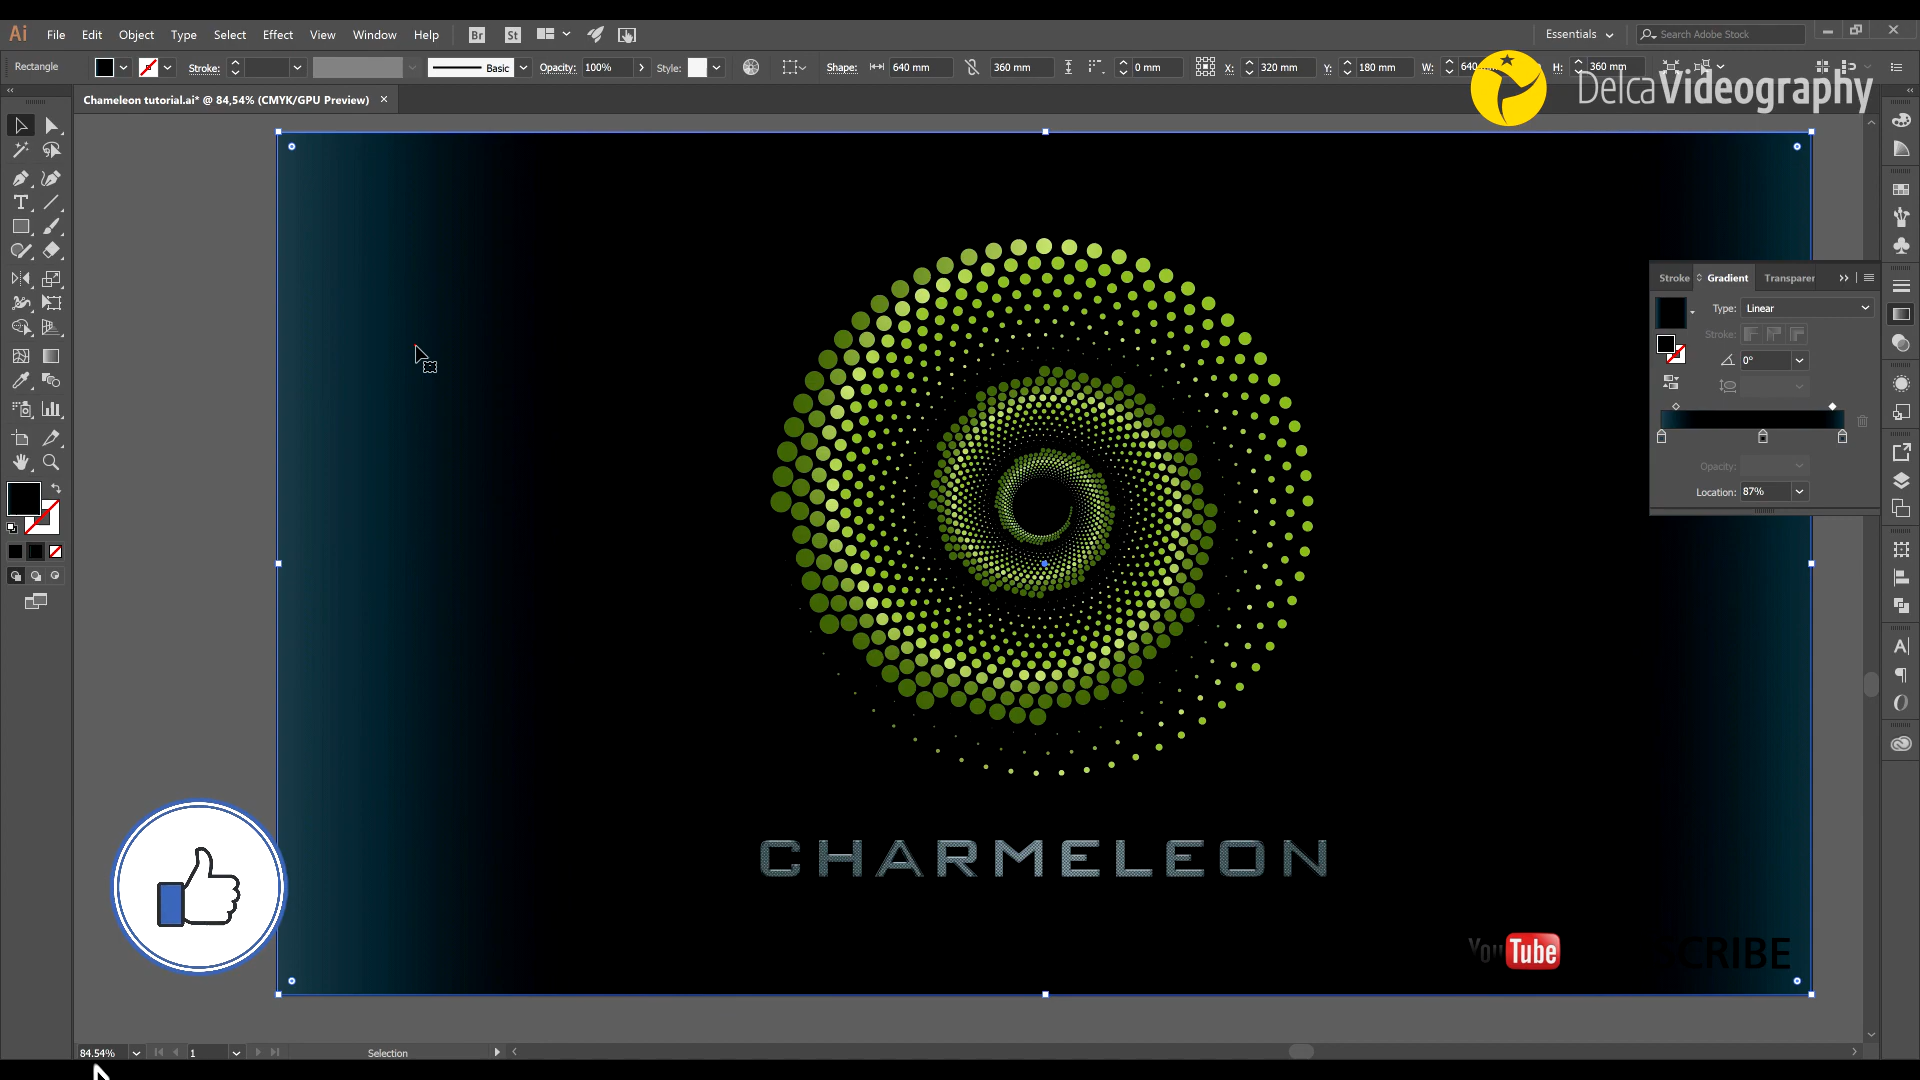 Ai File Edit Object Type Select Effect View Window Help Br St Essentials Search Adobe Stock
Rectangle Stroke: Basic Opacity: 100% Style: Shape: 640 mm 360 mm 0 mm X: 320 mm Y: 180 mm W: 640 H: 360 mm
DelcaVideography
Chameleon tutorial.ai* @ 84,54% (CMYK/GPU Preview) ×
Stroke Gradient Transparen
Type: Linear
Stroke:
0°
Opacity:
Location: 87%
CHARMELEON
YouTube CRIBE
84.54% 1 Selection